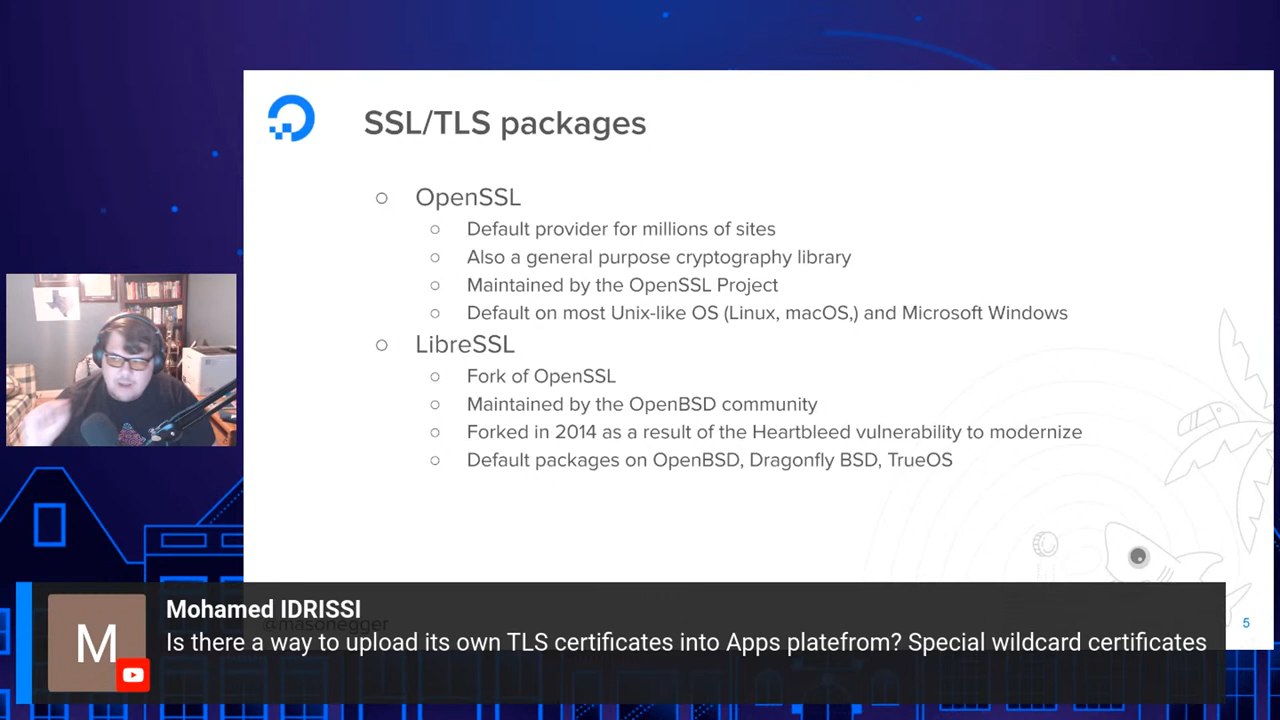 SSL/TLS packages
OpenSSL
Default provider for millions of sites
Also a general purpose cryptography library
Maintained by the OpenSSL Project
Default on most Unix-like OS (Linux, macOS,) and Microsoft Windows
LibreSSL
Fork of OpenSSL
Maintained by the OpenBSD community
Forked in 2014 as a result of the Heartbleed vulnerability to modernize
Default packages on OpenBSD, Dragonfly BSD, TrueOS
M
Mohamed IDRISSI
@masonegger
5
Is there a way to upload its own TLS certificates into Apps platefrom? Special wildcard certificates